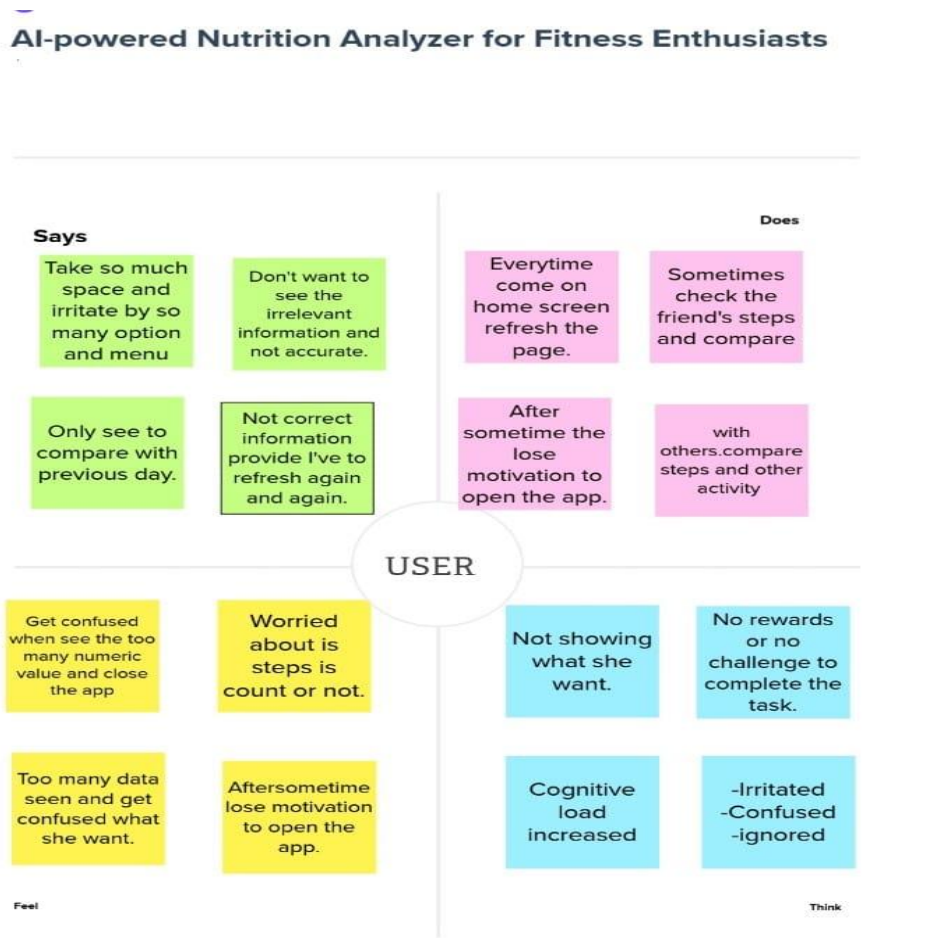 AI-powered Nutrition Analyzer for Fitness Enthusiasts
Says
Take so much
space and
irritate by so
many option
and menu
Don't want to
see the
irrelevant
information and
not accurate.
Only see to
compare with
previous day.
Not correct
information
provide I've to
refresh again
and again.
Does
Everytime
come on
home screen
refresh the
page.
Sometimes
check the
friend's steps
and compare
After
sometime the
lose
motivation to
open the app.
with
others.compare
steps and other
activity
USER
Get confused
when see the too
many numeric
value and close
the app
Worried
about is
steps is
count or not.
Too many data
seen and get
confused what
she want.
Aftersometime
lose motivation
to open the
app.
Feel
Not showing
what she
want.
No rewards
or no
challenge to
complete the
task.
Cognitive
load
increased
-Irritated
-Confused
-ignored
Think